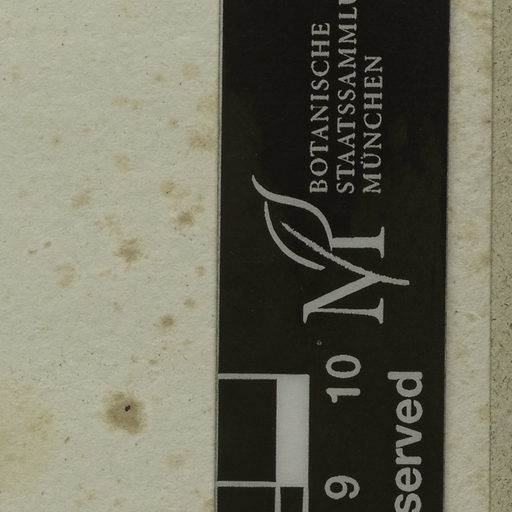 BOTANISCHE
STAATSSAMMLU
MÜNCHEN
M
9 10
served